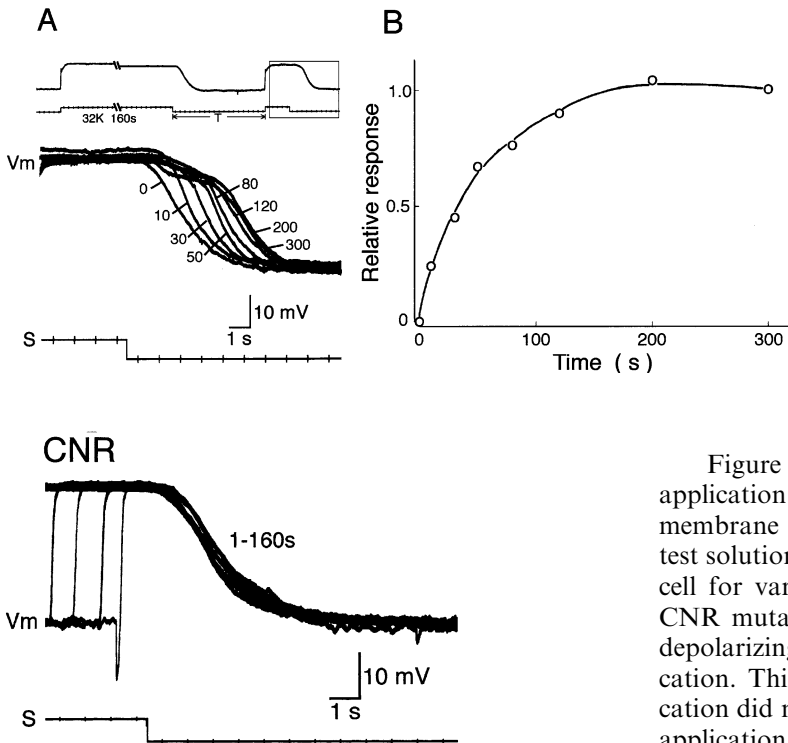 A
32K 160s
T
Vm
0
10
30
50
80
120
200
300
10 mV
1 s
S
B
Relative response
1.0
0.5
0
0
100
200
300
Time ( s )
CNR
1-160s
Vm
10 mV
1 s
S
Figure
application
membrane
test solution
cell for var
CNR muta
depolarizing
cation. Thi
cation did n
application